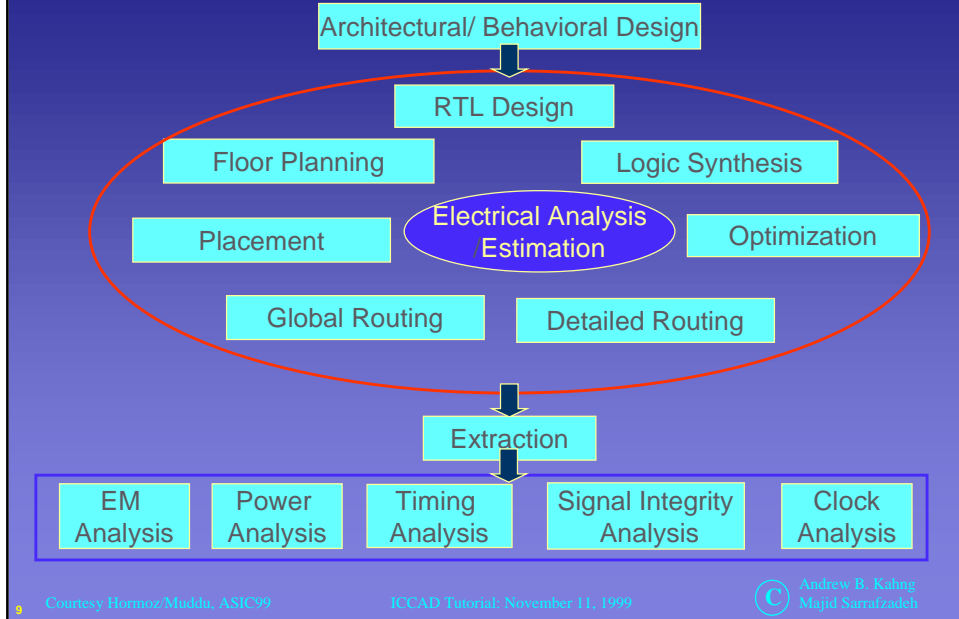 Architectural/ Behavioral Design
RTL Design
Floor Planning
Logic Synthesis
Electrical Analysis
/Estimation
Placement
Optimization
Global Routing
Detailed Routing
Extraction
EM
Analysis
Power
Analysis
Timing
Analysis
Signal Integrity
Analysis
Clock
Analysis
9
Courtesy Hormoz/Muddu, ASIC99
ICCAD Tutorial: November 11, 1999
C
Andrew B. Kahng
Majid Sarrafzadeh